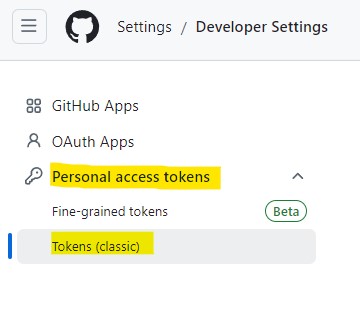 Settings / Developer Settings
GitHub Apps
OAuth Apps
Personal access tokens
Fine-grained tokens Beta
Tokens (classic)